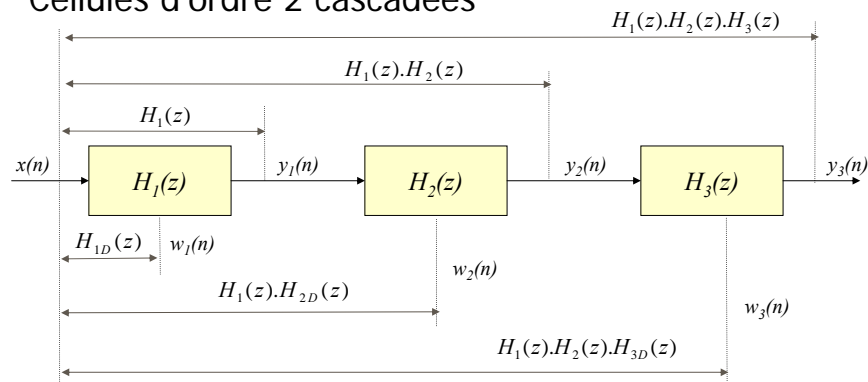 Cellules d'ordre 2 cascadées
H₁(z).H₂(z).H₃(z)
H₁(z).H₂(z)
H₁(z)
x(n) H₁(z) y₁(n) H₂(z) y₂(n) H₃(z) y₃(n)
H₁D(z) w₁(n)
w₂(n)
H₁(z).H₂D(z)
w₃(n)
H₁(z).H₂(z).H₃D(z)